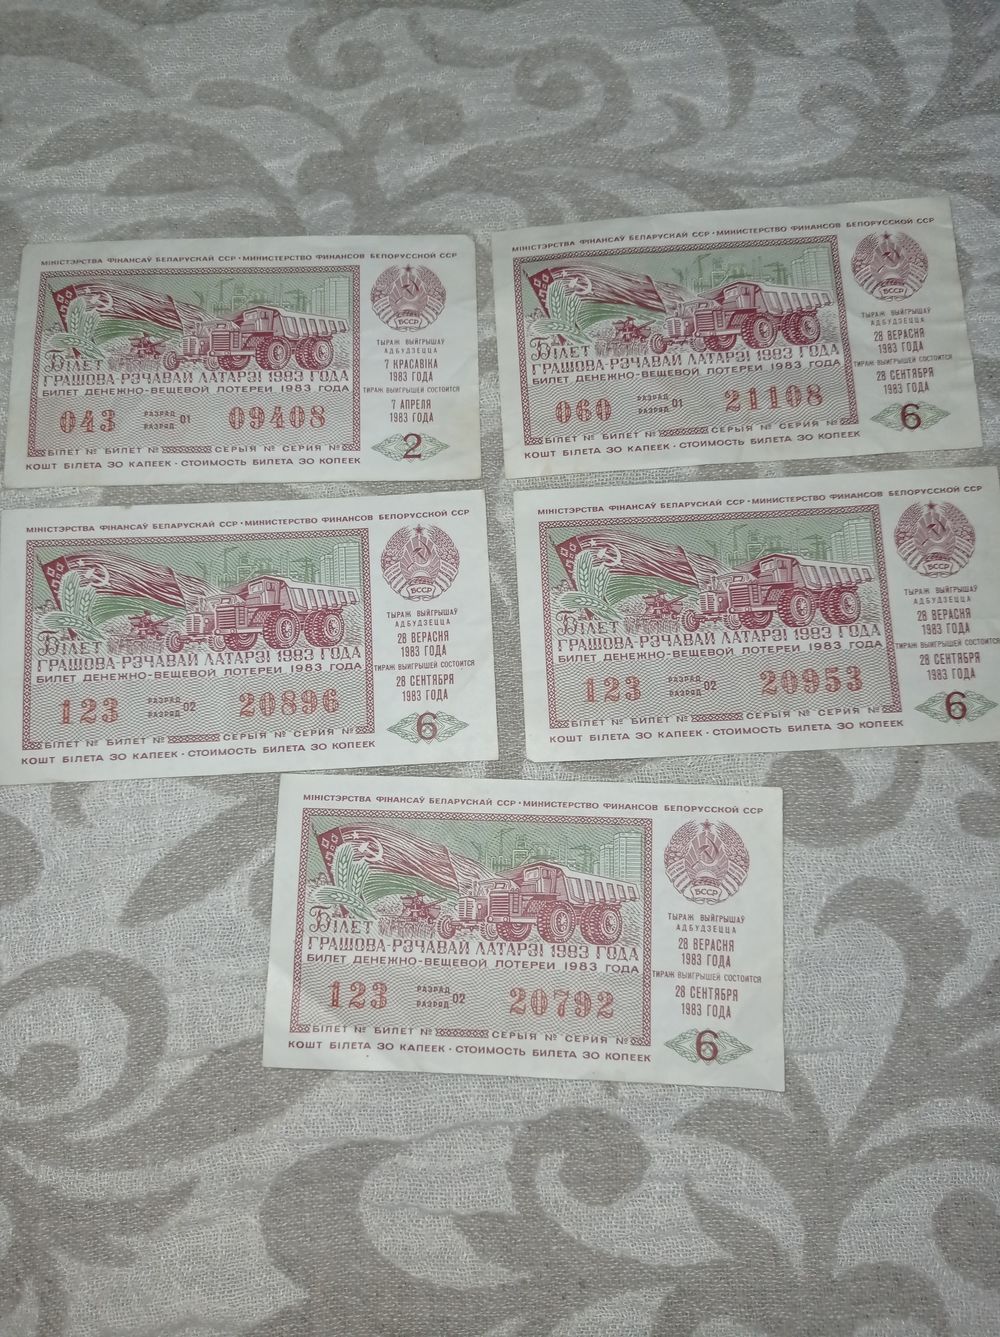 МІНІСТЭРСТВА ФІНАНСАЎ БЕЛАРУСКАЙ ССР · МИНИСТЕРСТВО ФИНАНСОВ БЕЛОРУССКОЙ ССР
БССР
ТЫРАЖ ВЫЙГРЫШАЎ
АДБУДЗЕЦЦА
7 КРАСАВІКА
1983 ГОДА
ТИРАЖ ВЫИГРЫШЕЙ СОСТОИТСЯ
7 АПРЕЛЯ
1983 ГОДА
2
БІЛЕТ
ГРАШОВА-РЭЧАВАЙ ЛАТАРЭІ 1983 ГОДА
БИЛЕТ ДЕНЕЖНО-ВЕЩЕВОЙ ЛОТЕРЕИ 1983 ГОДА
043 РАЗРАД РАЗРЯД 01 09408
БІЛЕТ № БИЛЕТ № СЕРЫЯ № СЕРИЯ №
КОШТ БІЛЕТА 30 КАПЕЕК · СТОИМОСТЬ БИЛЕТА 30 КОПЕЕК
МІНІСТЭРСТВА ФІНАНСАЎ БЕЛАРУСКАЙ ССР · МИНИСТЕРСТВО ФИНАНСОВ БЕЛОРУССКОЙ ССР
БССР
ТЫРАЖ ВЫЙГРЫШАЎ
АДБУДЗЕЦЦА
28 ВЕРАСНЯ
1983 ГОДА
ТИРАЖ ВЫИГРЫШЕЙ СОСТОИТСЯ
28 СЕНТЯБРЯ
1983 ГОДА
6
БІЛЕТ
ГРАШОВА-РЭЧАВАЙ ЛАТАРЭІ 1983 ГОДА
БИЛЕТ ДЕНЕЖНО-ВЕЩЕВОЙ ЛОТЕРЕИ 1983 ГОДА
060 РАЗРАД РАЗРЯД 01 21108
БІЛЕТ № БИЛЕТ № СЕРЫЯ № СЕРИЯ №
КОШТ БІЛЕТА 30 КАПЕЕК · СТОИМОСТЬ БИЛЕТА 30 КОПЕЕК
МІНІСТЭРСТВА ФІНАНСАЎ БЕЛАРУСКАЙ ССР · МИНИСТЕРСТВО ФИНАНСОВ БЕЛОРУССКОЙ ССР
БССР
ТЫРАЖ ВЫЙГРЫШАЎ
АДБУДЗЕЦЦА
28 ВЕРАСНЯ
1983 ГОДА
ТИРАЖ ВЫИГРЫШЕЙ СОСТОИТСЯ
28 СЕНТЯБРЯ
1983 ГОДА
6
БІЛЕТ
ГРАШОВА-РЭЧАВАЙ ЛАТАРЭІ 1983 ГОДА
БИЛЕТ ДЕНЕЖНО-ВЕЩЕВОЙ ЛОТЕРЕИ 1983 ГОДА
123 РАЗРАД РАЗРЯД 02 20896
БІЛЕТ № БИЛЕТ № СЕРЫЯ № СЕРИЯ №
КОШТ БІЛЕТА 30 КАПЕЕК · СТОИМОСТЬ БИЛЕТА 30 КОПЕЕК
МІНІСТЭРСТВА ФІНАНСАЎ БЕЛАРУСКАЙ ССР · МИНИСТЕРСТВО ФИНАНСОВ БЕЛОРУССКОЙ ССР
БССР
ТЫРАЖ ВЫЙГРЫШАЎ
АДБУДЗЕЦЦА
28 ВЕРАСНЯ
1983 ГОДА
ТИРАЖ ВЫИГРЫШЕЙ СОСТОИТСЯ
28 СЕНТЯБРЯ
1983 ГОДА
6
БІЛЕТ
ГРАШОВА-РЭЧАВАЙ ЛАТАРЭІ 1983 ГОДА
БИЛЕТ ДЕНЕЖНО-ВЕЩЕВОЙ ЛОТЕРЕИ 1983 ГОДА
123 РАЗРАД РАЗРЯД 02 20953
БІЛЕТ № БИЛЕТ № СЕРЫЯ № СЕРИЯ №
КОШТ БІЛЕТА 30 КАПЕЕК · СТОИМОСТЬ БИЛЕТА 30 КОПЕЕК
МІНІСТЭРСТВА ФІНАНСАЎ БЕЛАРУСКАЙ ССР · МИНИСТЕРСТВО ФИНАНСОВ БЕЛОРУССКОЙ ССР
БССР
ТЫРАЖ ВЫЙГРЫШАЎ
АДБУДЗЕЦЦА
28 ВЕРАСНЯ
1983 ГОДА
ТИРАЖ ВЫИГРЫШЕЙ СОСТОИТСЯ
28 СЕНТЯБРЯ
1983 ГОДА
6
БІЛЕТ
ГРАШОВА-РЭЧАВАЙ ЛАТАРЭІ 1983 ГОДА
БИЛЕТ ДЕНЕЖНО-ВЕЩЕВОЙ ЛОТЕРЕИ 1983 ГОДА
123 РАЗРАД РАЗРЯД 02 20792
БІЛЕТ № БИЛЕТ № СЕРЫЯ № СЕРИЯ №
КОШТ БІЛЕТА 30 КАПЕЕК · СТОИМОСТЬ БИЛЕТА 30 КОПЕЕК